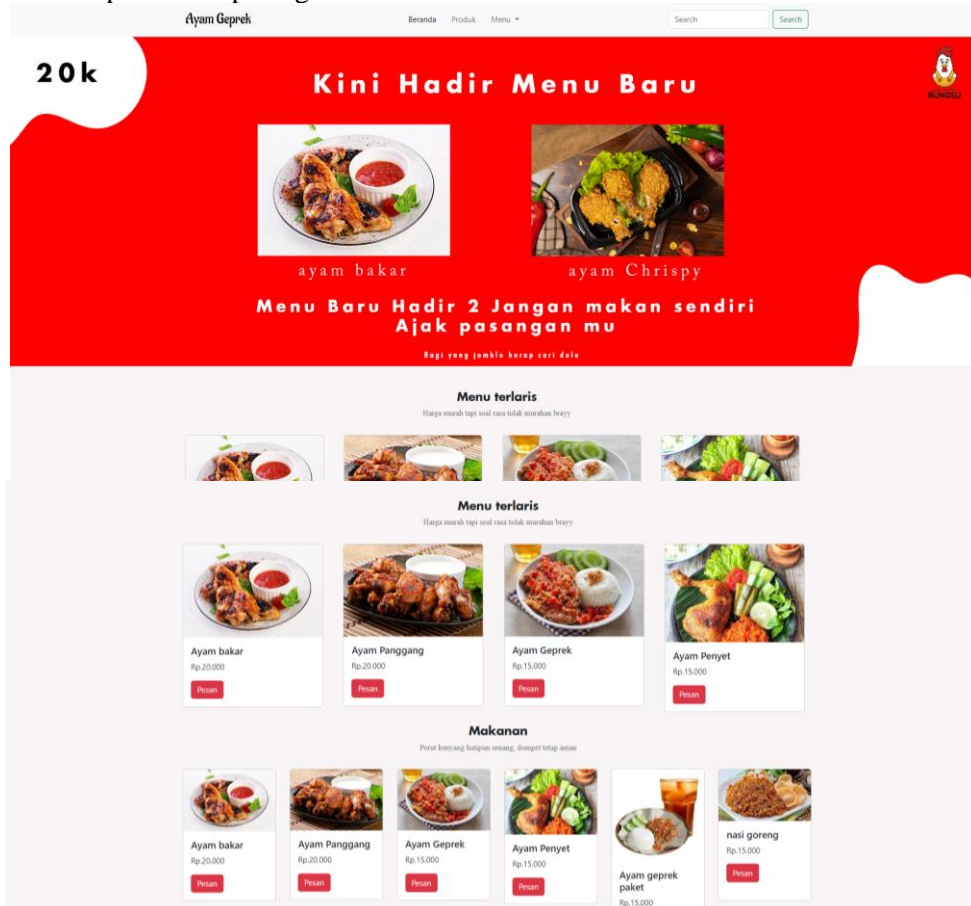 Ayam Geprek Beranda Produk Menu Search Search
20k
Kini Hadir Menu Baru
BUNGSU
ayam bakar ayam Chrispy
Menu Baru Hadir 2 Jangan makan sendiri
Ajak pasangan mu
Bagi yang jomblo harap cari dulu
Menu terlaris
Harga murah tapi soal rasa tidak murahan brayy
Menu terlaris
Harga murah tapi soal rasa tidak murahan brayy
Ayam bakar Ayam Panggang Ayam Geprek Ayam Penyet
Rp.20.000 Rp.20.000 Rp.15.000 Rp.15.000
Pesan Pesan Pesan Pesan
Makanan
Perut kenyang hatipun senang, dompet tetap aman
Ayam bakar Ayam Panggang Ayam Geprek Ayam Penyet nasi goreng
Rp.20.000 Rp.20.000 Rp.15.000 Rp.15.000 Rp.15.000
Pesan Pesan Pesan Pesan Pesan
Ayam geprek
paket
Rp.15.000